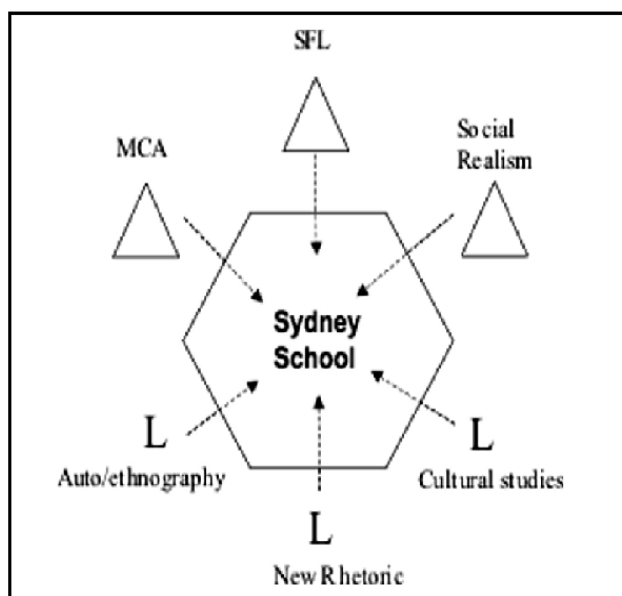 SFL
MCA
Social
Realism
Sydney
School
L
Auto/ethnography
L
Cultural studies
L
New Rhetoric